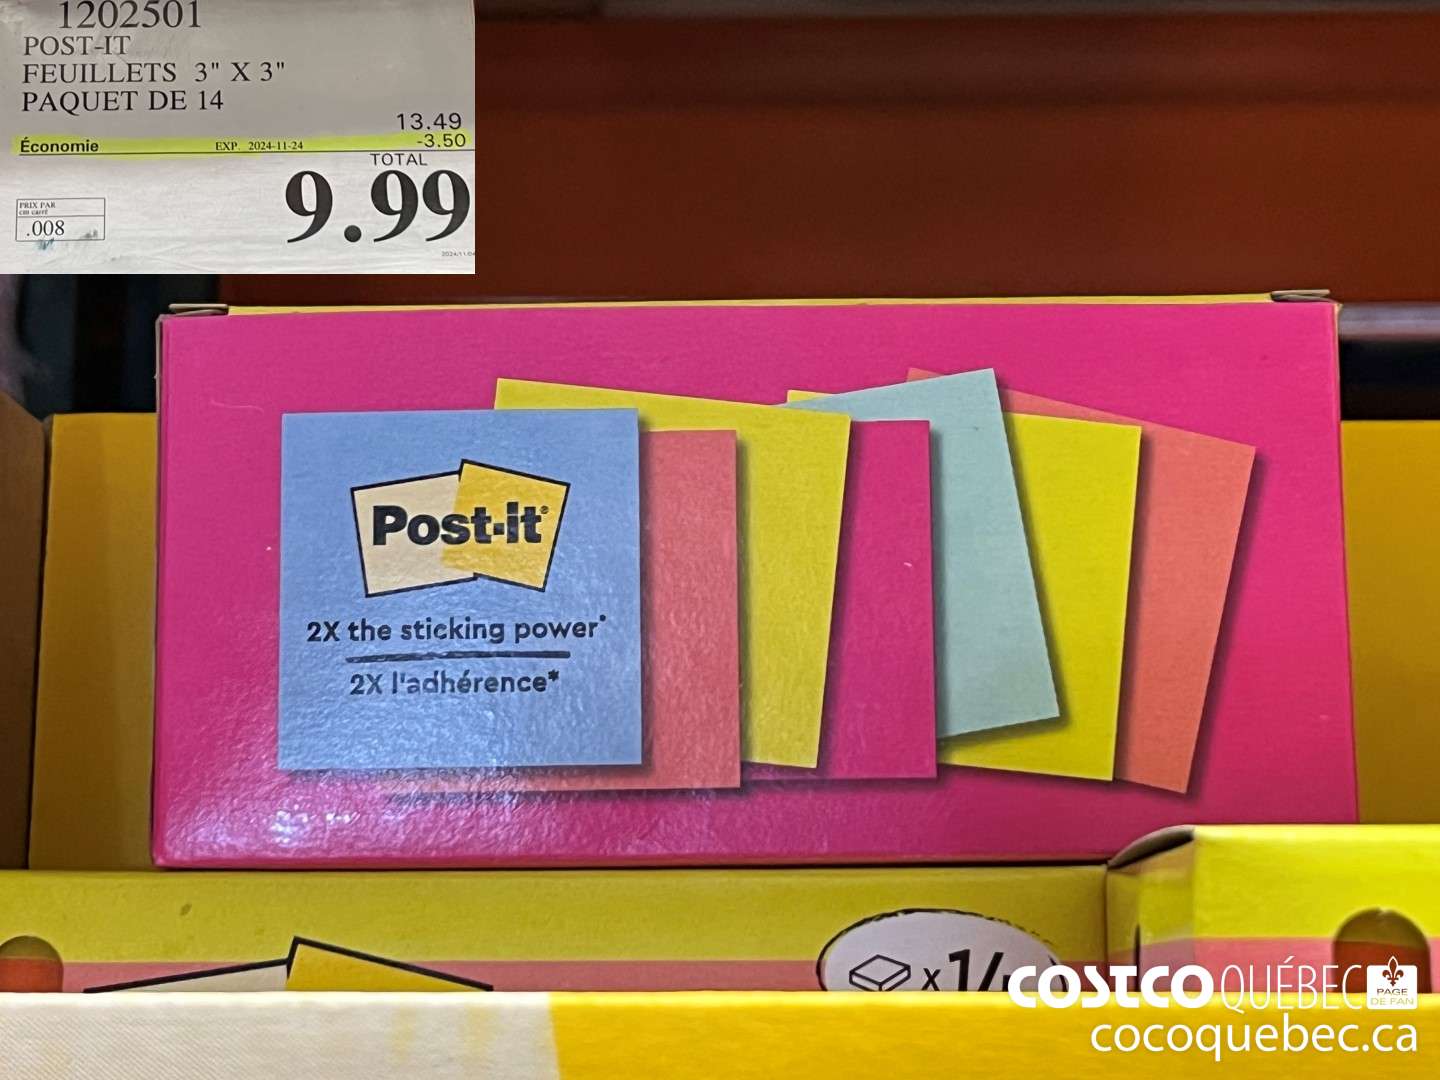 1202501
POST-IT
FEUILLETS 3" X 3"
PAQUET DE 14
13.49
Économie EXP. 2024-11-24 -3.50
TOTAL
9.99
PRIX PAR
cm carré
.008
Post-it®
2X the sticking power*
2X l'adhérence*
COSTCO QUÉBEC
PAGE
DE FAN
cocoquebec.ca